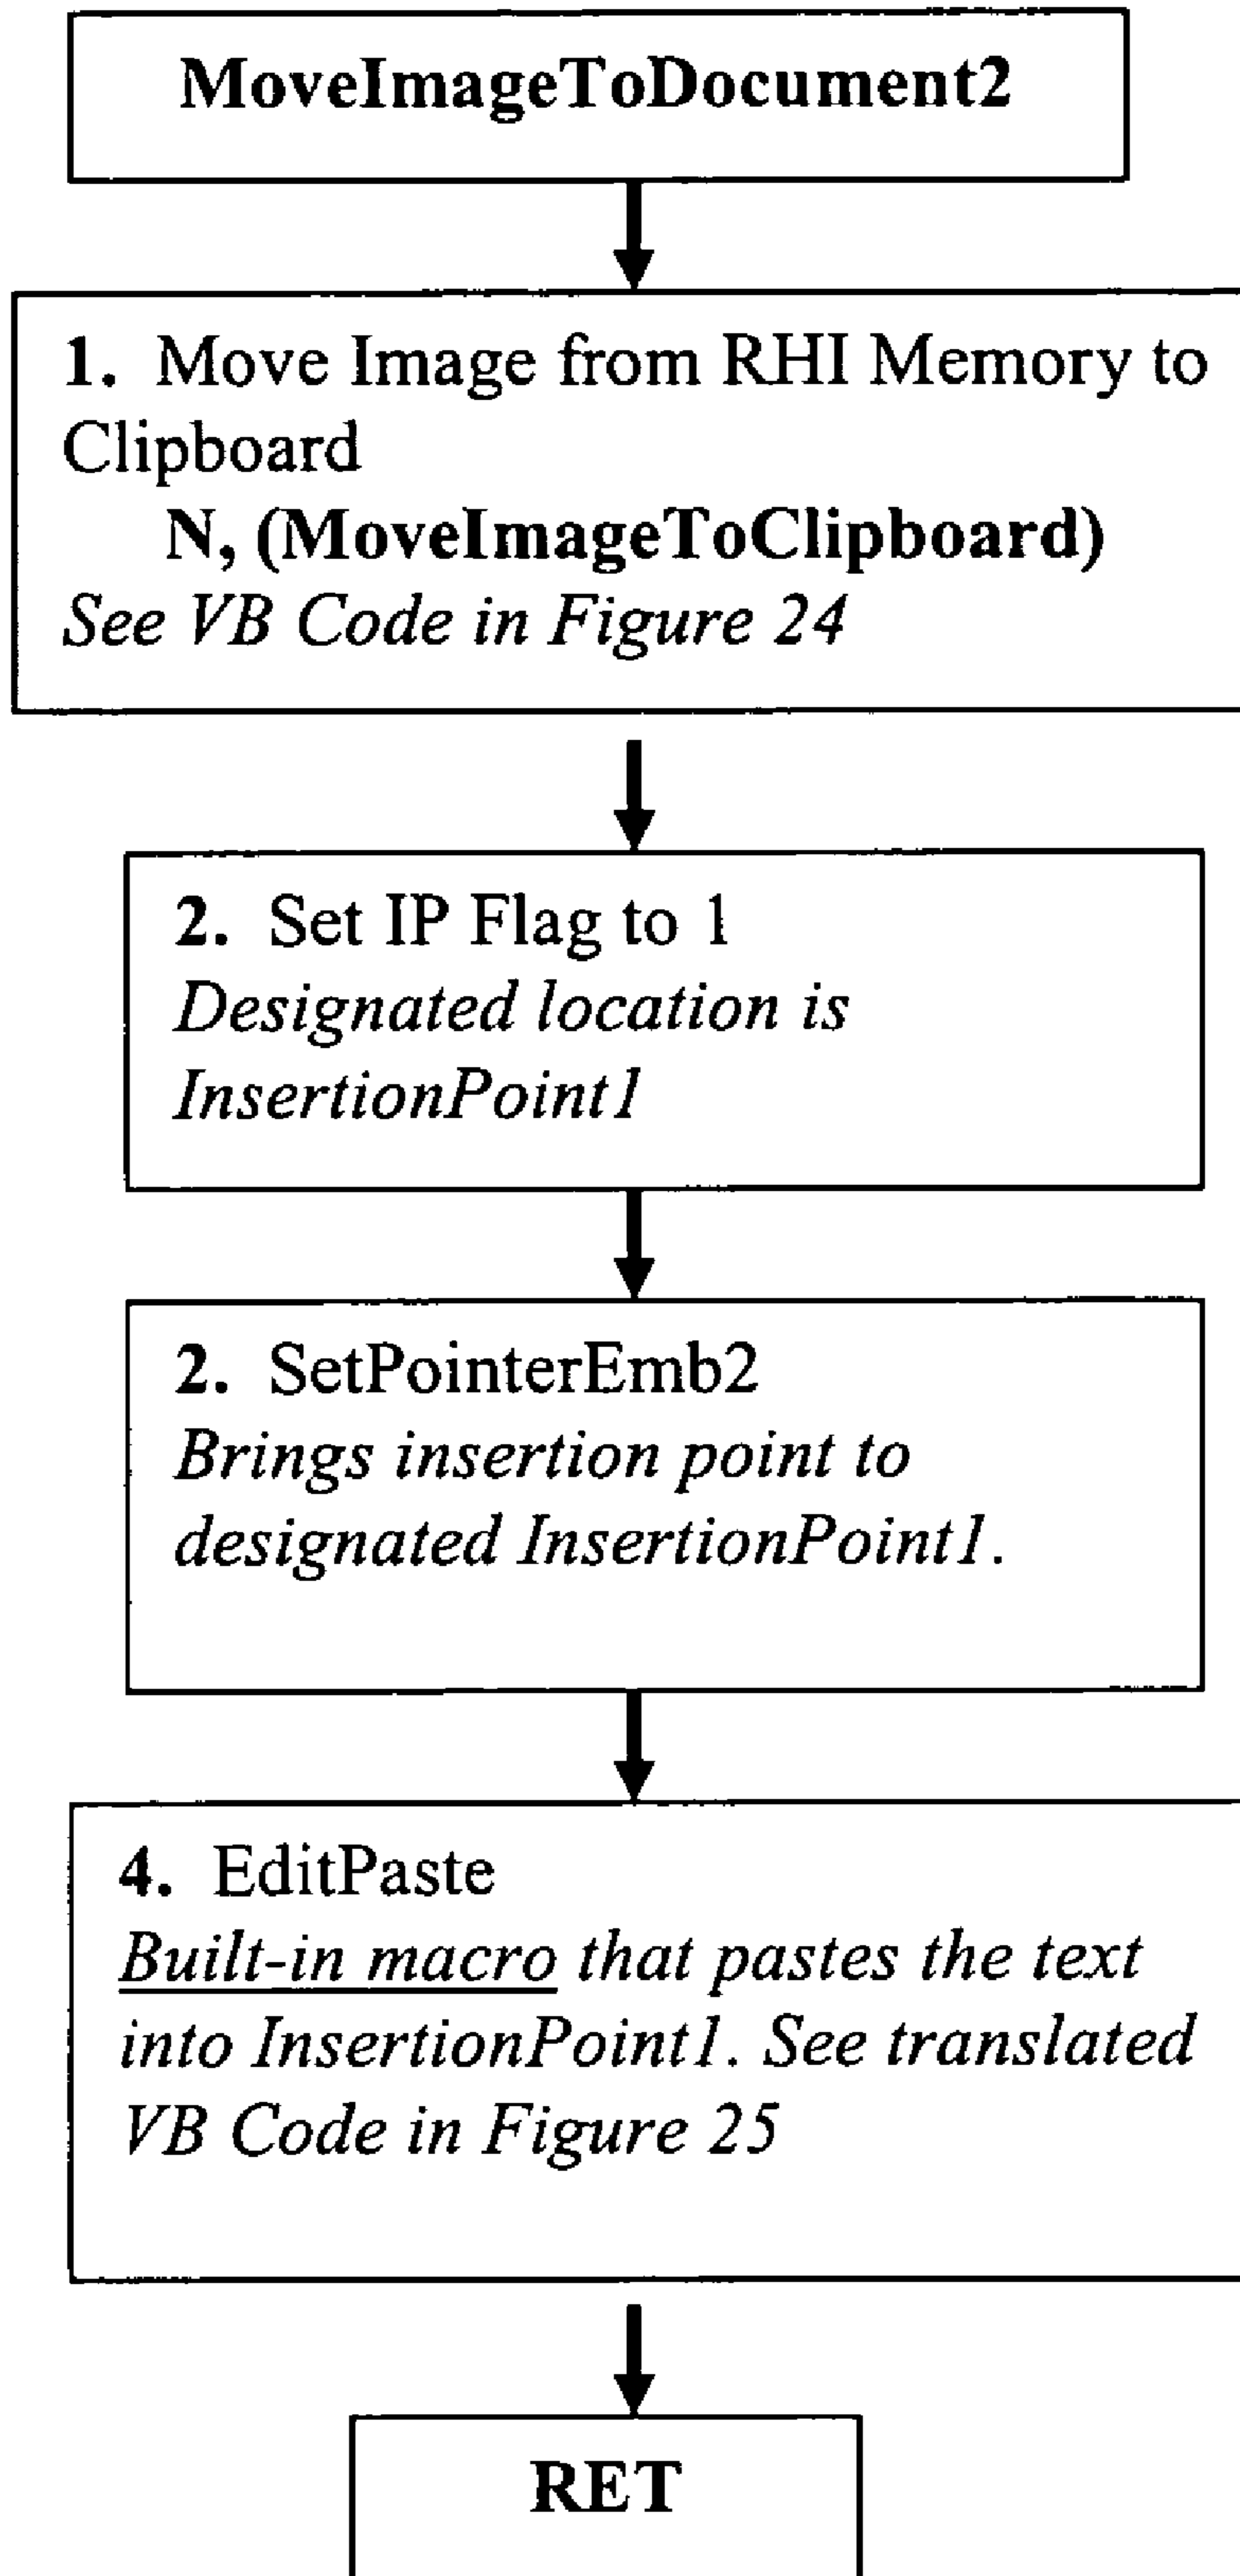 MoveImageToDocument2
1. Move Image from RHI Memory to
Clipboard
N, (MoveImageToClipboard)
See VB Code in Figure 24
2. Set IP Flag to 1
Designated location is
InsertionPoint1
2. SetPointerEmb2
Brings insertion point to
designated InsertionPoint1.
4. EditPaste
Built-in macro that pastes the text
into InsertionPoint1. See translated
VB Code in Figure 25
RET